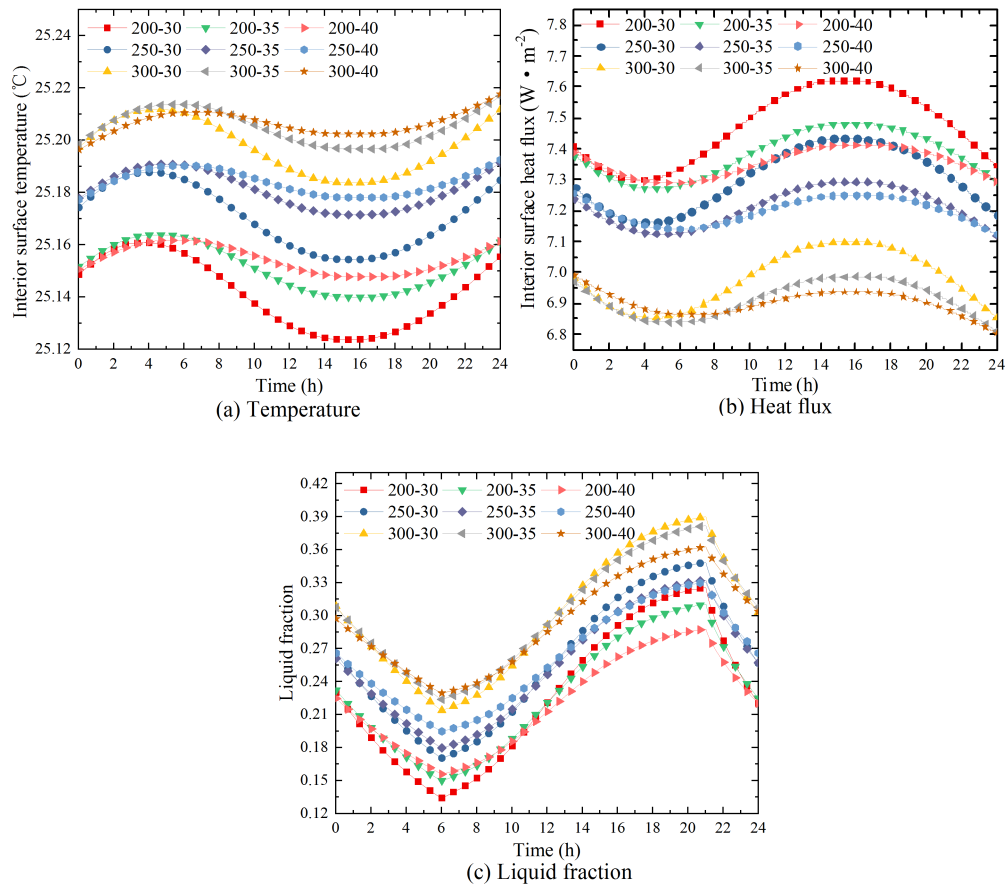 25.24
25.22
25.20
25.18
25.16
25.14
25.12
Interior surface temperature (℃)
200-30 200-35 200-40
250-30 250-35 250-40
300-30 300-35 300-40
0 2 4 6 8 10 12 14 16 18 20 22 24
Time (h)
(a) Temperature
7.8
7.7
7.6
7.5
7.4
7.3
7.2
7.1
7.0
6.9
6.8
Interior surface heat flux (W • m⁻²)
200-30 200-35 200-40
250-30 250-35 250-40
300-30 300-35 300-40
0 2 4 6 8 10 12 14 16 18 20 22 24
Time (h)
(b) Heat flux
0.42
0.39
0.36
0.33
0.30
0.27
0.24
0.21
0.18
0.15
0.12
Liquid fraction
200-30 200-35 200-40
250-30 250-35 250-40
300-30 300-35 300-40
0 2 4 6 8 10 12 14 16 18 20 22 24
Time (h)
(c) Liquid fraction